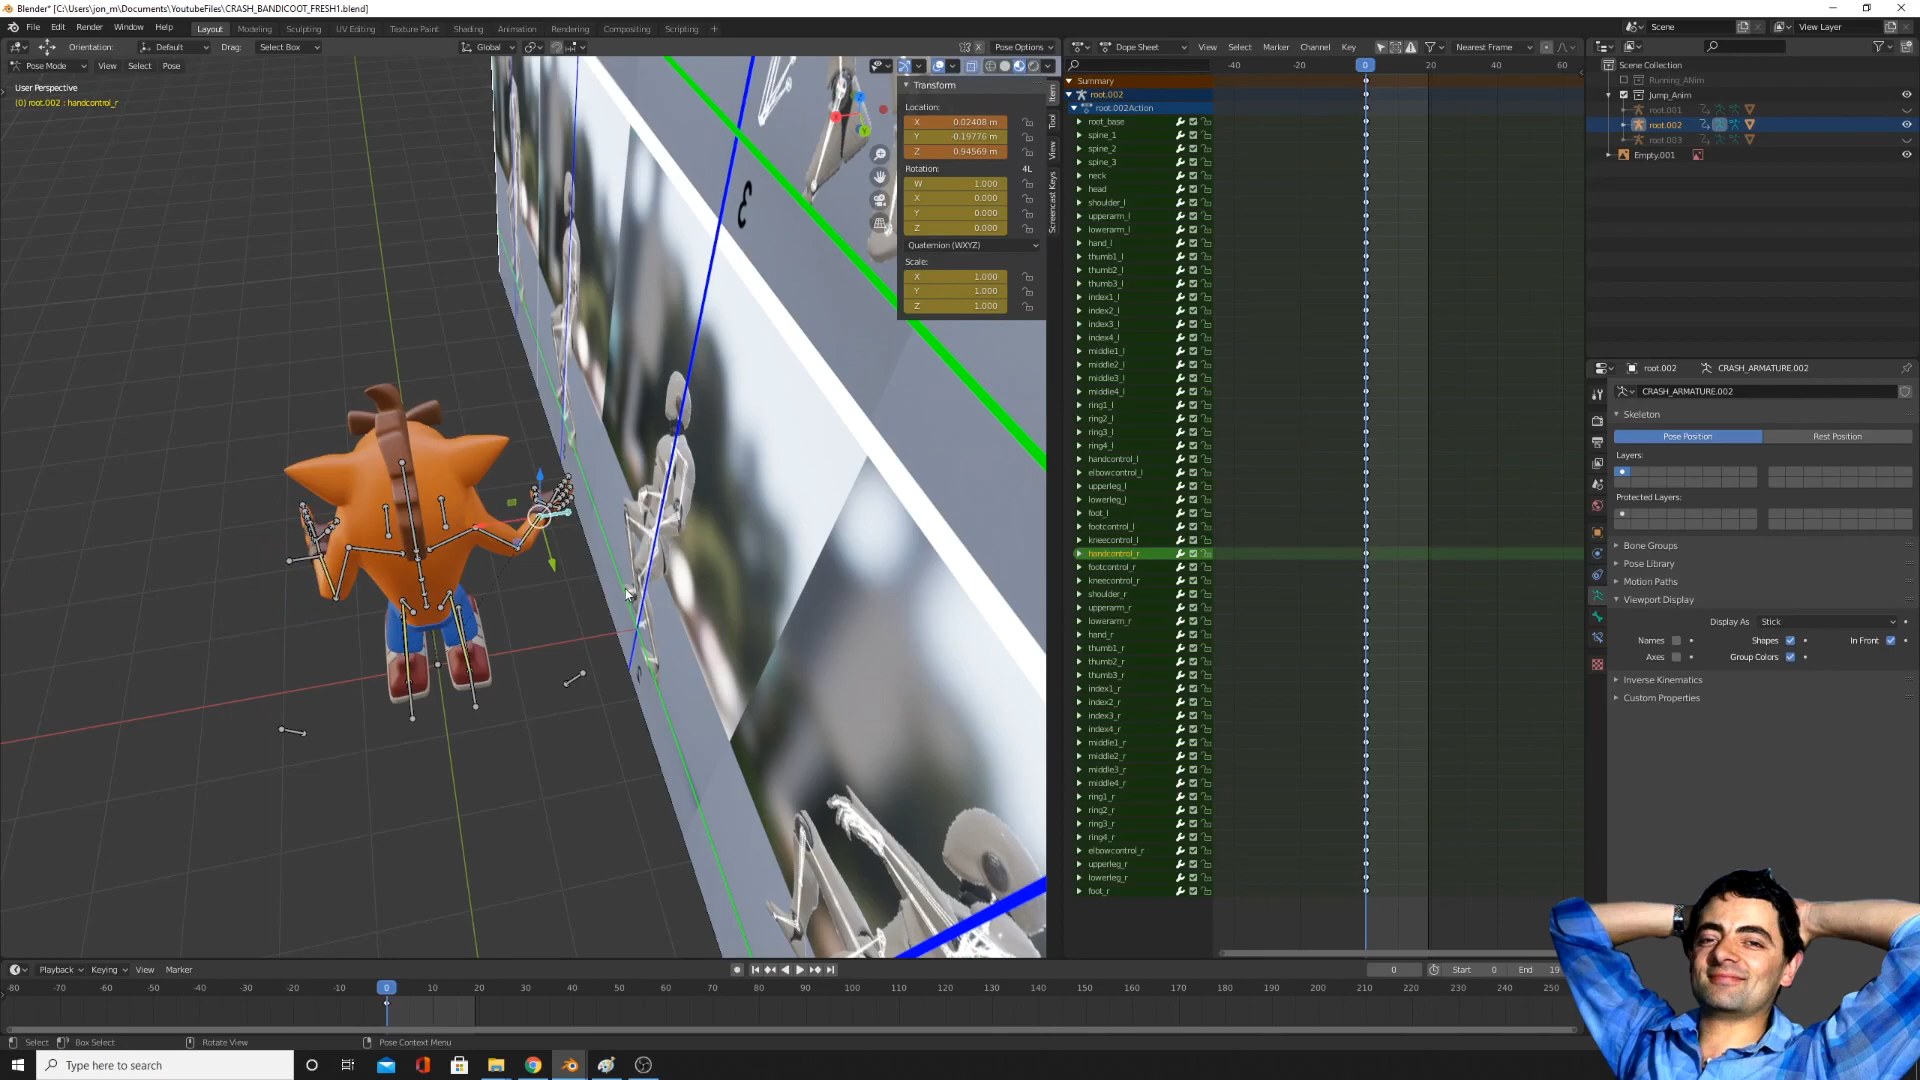 Blender* [C:\Users\jon_m\Documents\YoutubeFiles\CRASH_BANDICOOT_FRESH1.blend]
File Edit Render Window Help Layout Modeling Sculpting UV Editing Texture Paint Shading Animation Rendering Compositing Scripting + Scene View Layer
Orientation: Default Drag: Select Box Global Pose Options Dope Sheet View Select Marker Channel Key Nearest Frame
Pose Mode View Select Pose
User Perspective
(0) root.002 : handcontrol_r
Transform
Location:
X 0.02408 m
Y -0.19776 m
Z 0.94569 m
Rotation: 4L
W 1.000
X 0.000
Y 0.000
Z 0.000
Quaternion (WXYZ)
Scale:
X 1.000
Y 1.000
Z 1.000
Item
Tool
View
Screencast Keys
3
-40 -20 0 20 40 60
Summary
root.002
root.002Action
root_base
spine_1
spine_2
spine_3
neck
head
shoulder_l
upperarm_l
lowerarm_l
hand_l
thumb1_l
thumb2_l
thumb3_l
index1_l
index2_l
index3_l
index4_l
middle1_l
middle2_l
middle3_l
middle4_l
ring1_l
ring2_l
ring3_l
ring4_l
handcontrol_l
elbowcontrol_l
upperleg_l
lowerleg_l
foot_l
footcontrol_l
kneecontrol_l
handcontrol_r
footcontrol_r
kneecontrol_r
shoulder_r
upperarm_r
lowerarm_r
hand_r
thumb1_r
thumb2_r
thumb3_r
index1_r
index2_r
index3_r
index4_r
middle1_r
middle2_r
middle3_r
middle4_r
ring1_r
ring2_r
ring3_r
ring4_r
elbowcontrol_r
upperleg_r
lowerleg_r
foot_r
Scene Collection
Running_ANim
Jump_Anim
root.001
root.002
root.003
Empty.001
root.002 CRASH_ARMATURE.002
CRASH_ARMATURE.002
Skeleton
Pose Position Rest Position
Layers:
Protected Layers:
Bone Groups
Pose Library
Motion Paths
Viewport Display
Display As Stick
Names Shapes In Front
Axes Group Colors
Inverse Kinematics
Custom Properties
Playback Keying View Marker 0 Start 0 End 19
-80 -70 -60 -50 -40 -30 -20 -10 0 10 20 30 40 50 60 70 80 90 100 110 120 130 140 150 160 170 180 190 200 210 220 230 240 250
Select Box Select Rotate View Pose Context Menu
Type here to search